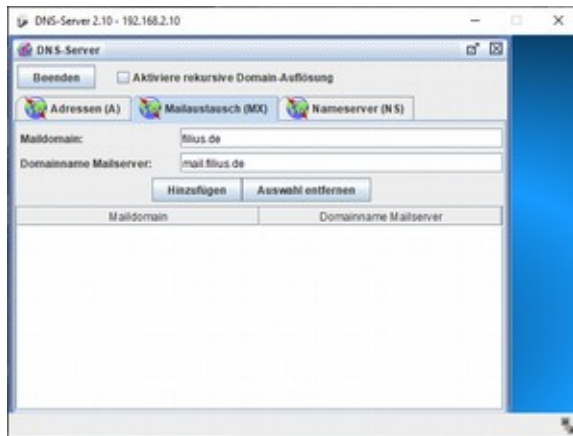 DNS-Server 2.10 - 192.168.2.10
DNS-Server
Beenden Aktiviere rekursive Domain-Auflösung
Adressen (A) Mailaustausch (MX) Nameserver (NS)
Maildomain: filius.de
Domainname Mailserver: mail.filius.de
Hinzufügen Auswahl entfernen
Maildomain Domainname Mailserver